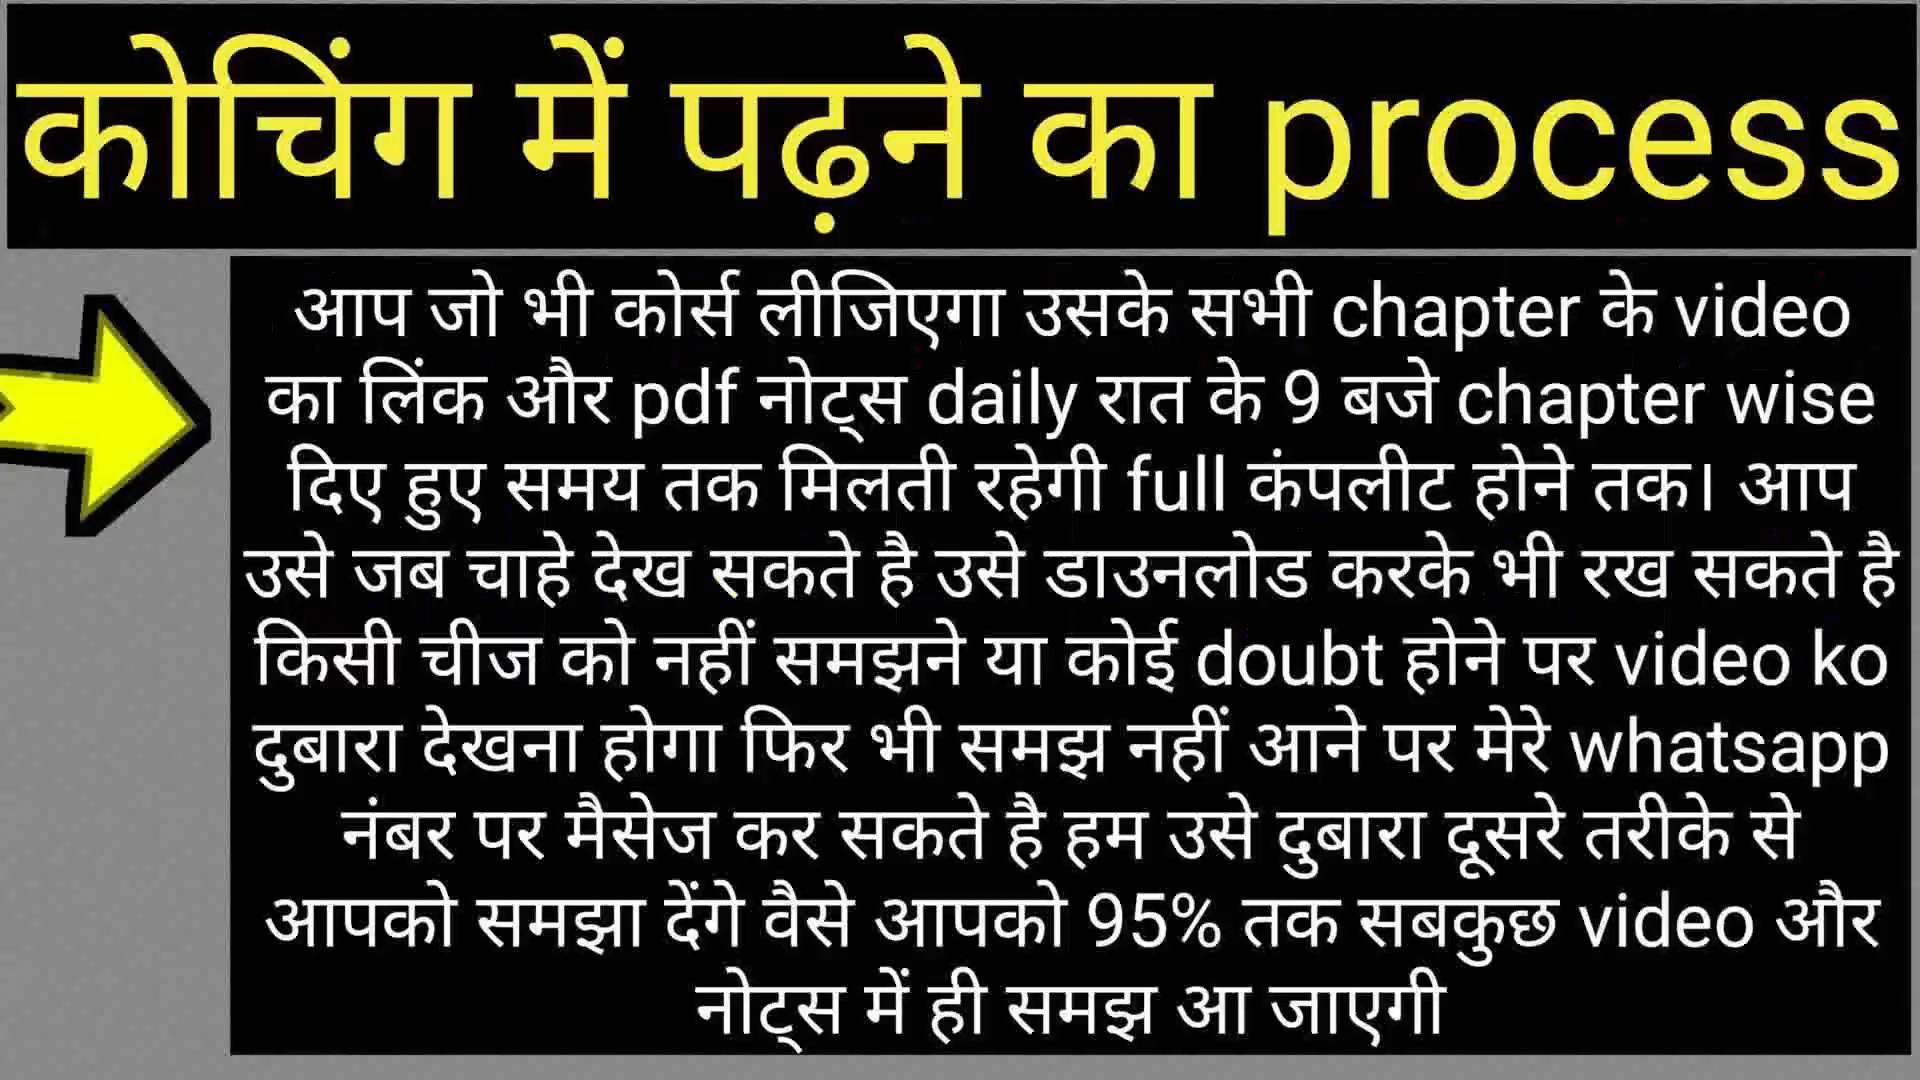 कोचिंग में पढ़ने का process
आप जो भी कोर्स लीजिएगा उसके सभी chapter के video
का लिंक और pdf नोट्स daily रात के 9 बजे chapter wise
दिए हुए समय तक मिलती रहेगी full कंपलीट होने तक। आप
उसे जब चाहे देख सकते है उसे डाउनलोड करके भी रख सकते है
किसी चीज को नहीं समझने या कोई doubt होने पर video ko
दुबारा देखना होगा फिर भी समझ नहीं आने पर मेरे whatsapp
नंबर पर मैसेज कर सकते है हम उसे दुबारा दूसरे तरीके से
आपको समझा देंगे वैसे आपको 95% तक सबकुछ video और
नोट्स में ही समझ आ जाएगी